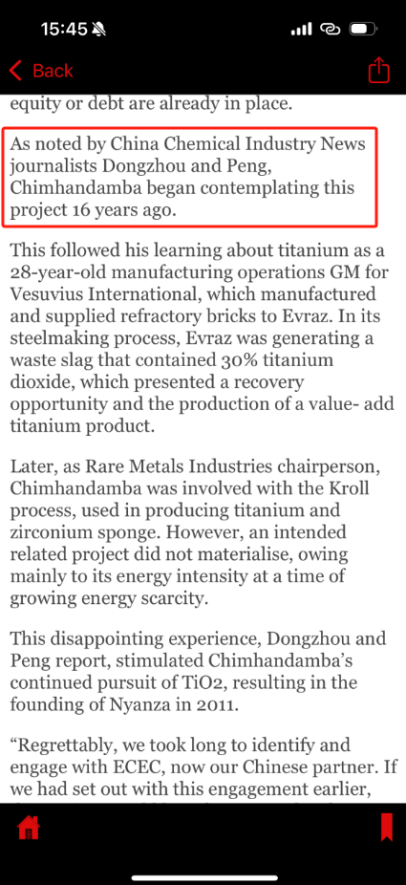 15:45
Back
equity or debt are already in place.
As noted by China Chemical Industry News
journalists Dongzhou and Peng,
Chimhandamba began contemplating this
project 16 years ago.
This followed his learning about titanium as a
28-year-old manufacturing operations GM for
Vesuvius International, which manufactured
and supplied refractory bricks to Evraz. In its
steelmaking process, Evraz was generating a
waste slag that contained 30% titanium
dioxide, which presented a recovery
opportunity and the production of a value- add
titanium product.
Later, as Rare Metals Industries chairperson,
Chimhandamba was involved with the Kroll
process, used in producing titanium and
zirconium sponge. However, an intended
related project did not materialise, owing
mainly to its energy intensity at a time of
growing energy scarcity.
This disappointing experience, Dongzhou and
Peng report, stimulated Chimhandamba’s
continued pursuit of TiO2, resulting in the
founding of Nyanza in 2011.
“Regrettably, we took long to identify and
engage with ECEC, now our Chinese partner. If
we had set out with this engagement earlier,